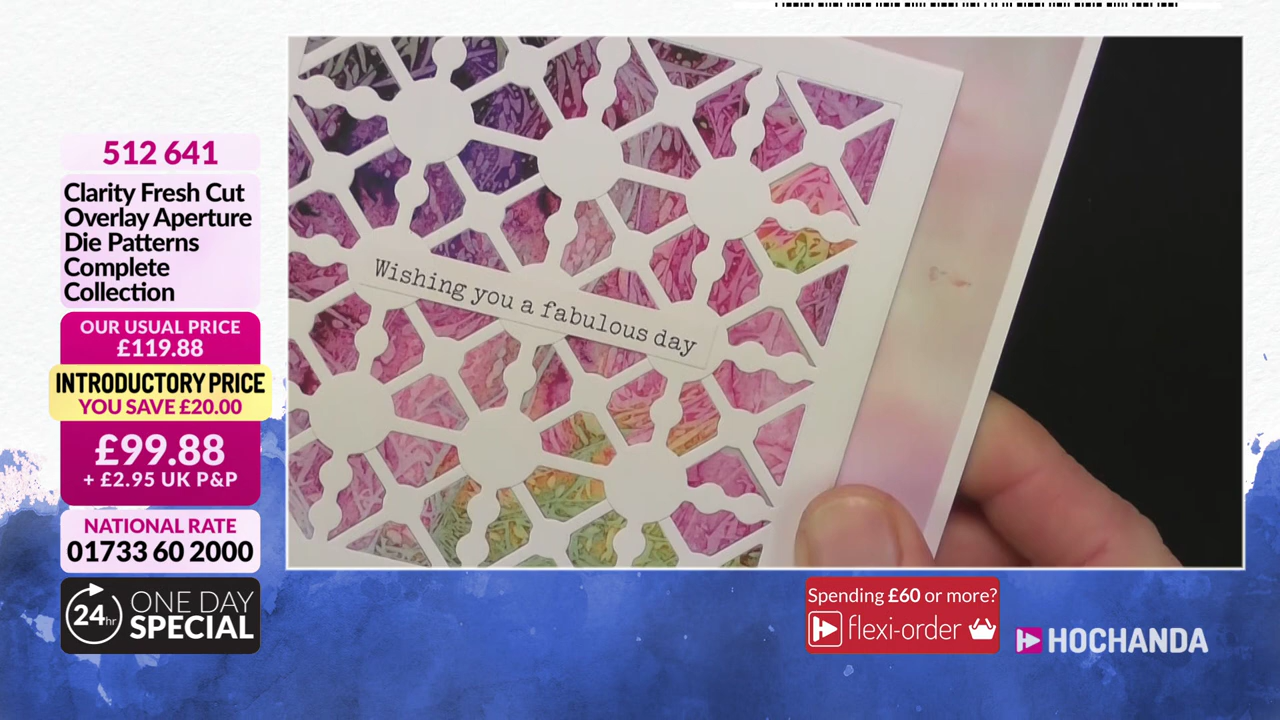 512 641
Clarity Fresh Cut
Overlay Aperture
Die Patterns
Complete
Collection
OUR USUAL PRICE
£119.88
INTRODUCTORY PRICE
YOU SAVE £20.00
£99.88
+ £2.95 UK P&P
NATIONAL RATE
01733 60 2000
24hr
ONE DAY
SPECIAL
Wishing you a fabulous day
Spending £60 or more?
flexi-order
HOCHANDA